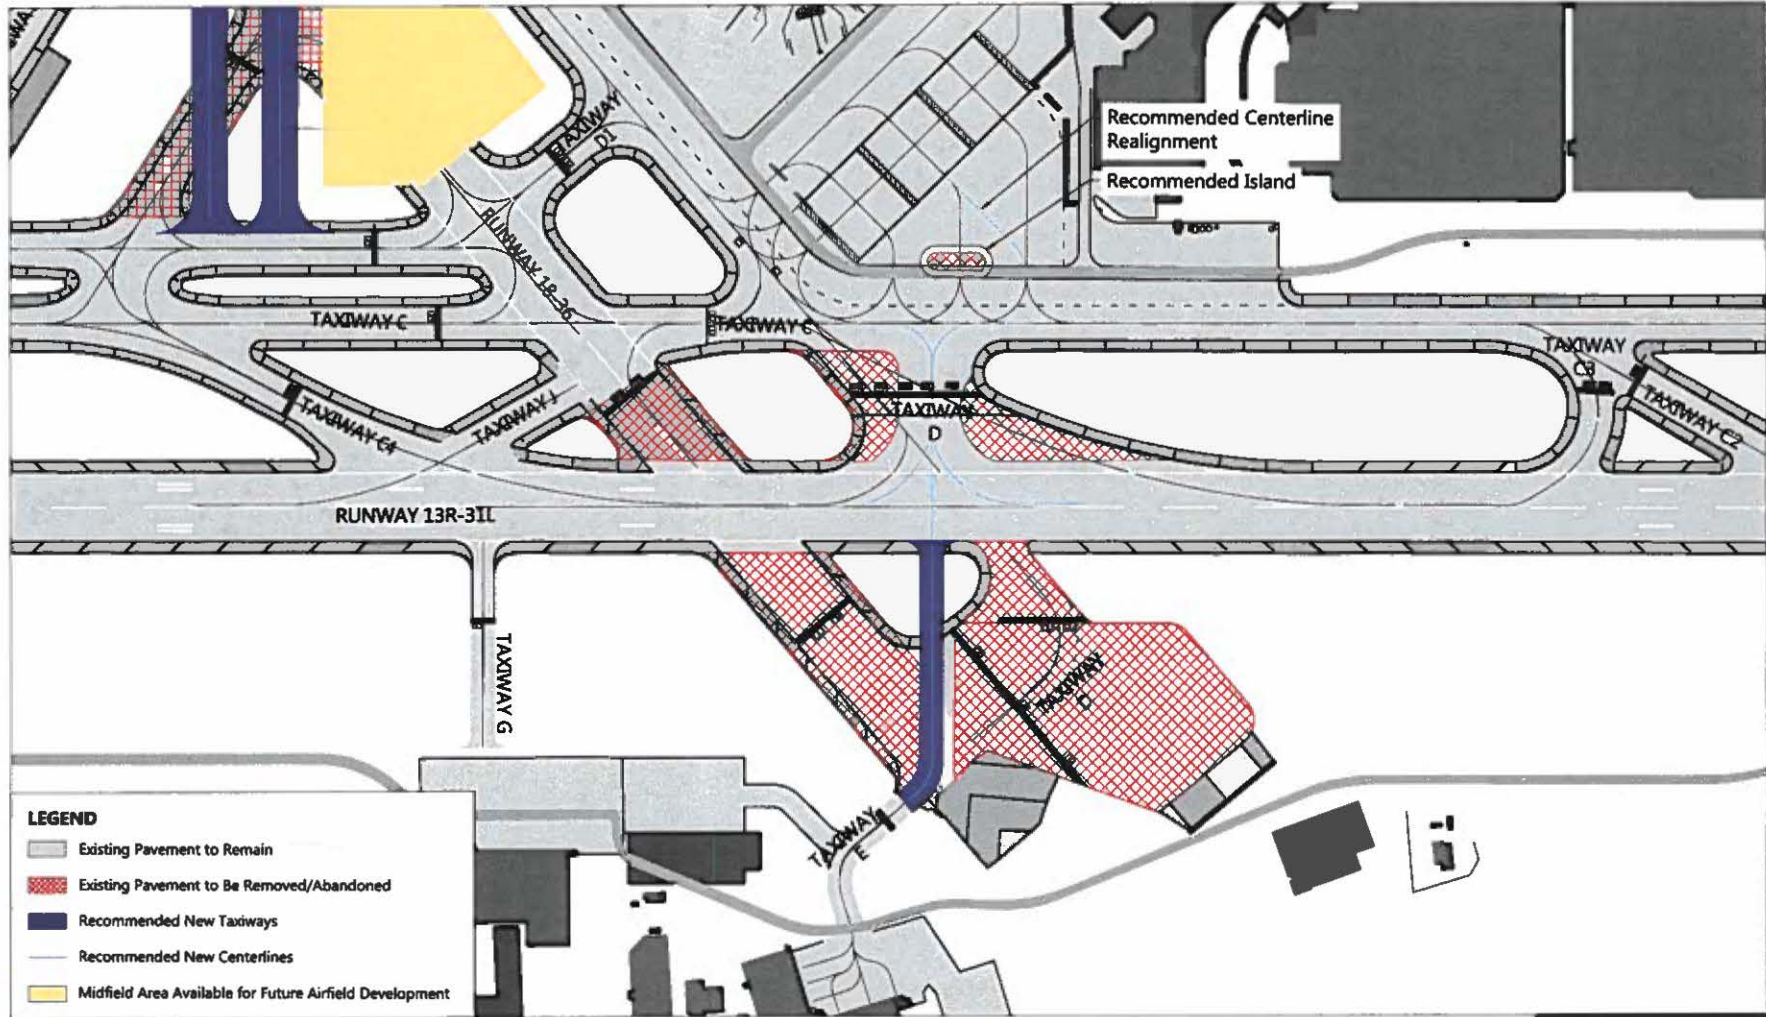 TAXIWAY
D1
Recommended Centerline
Realignment
Recommended Island
RUNWAY 18-36
TAXIWAY C
TAXIWAY C
TAXIWAY
C3
TAXIWAY C4
TAXIWAY J
TAXIWAY
D
TAXIWAY C2
RUNWAY 13R-31L
TAXIWAY G
TAXIWAY
D
TAXIWAY
E
LEGEND
Existing Pavement to Remain
Existing Pavement to Be Removed/Abandoned
Recommended New Taxiways
Recommended New Centerlines
Midfield Area Available for Future Airfield Development